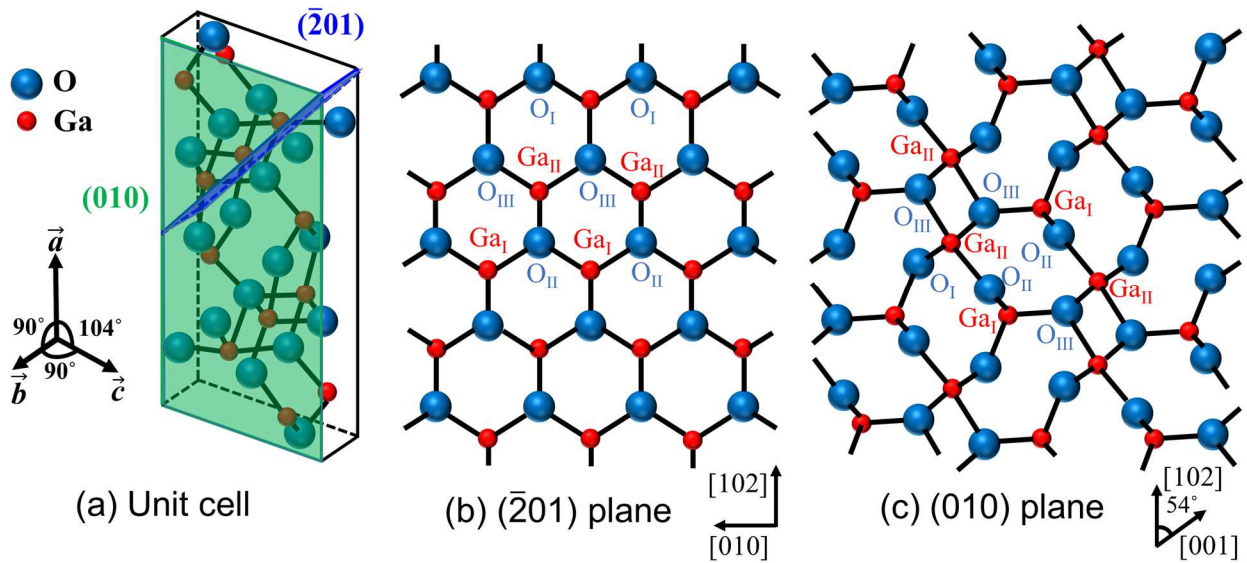 (2̄01)
O
Ga
(010)
a⃗
90° 104°
90°
b⃗
c⃗
(a) Unit cell
O_I O_I
Ga_II Ga_II
O_III O_III
Ga_I Ga_I
O_II O_II
[102]
[010]
(b) (2̄01) plane
Ga_II
O_III
O_III
Ga_I
Ga_II
O_II
O_I
O_II
Ga_II
Ga_I
O_III
[102]
54°
[001]
(c) (010) plane